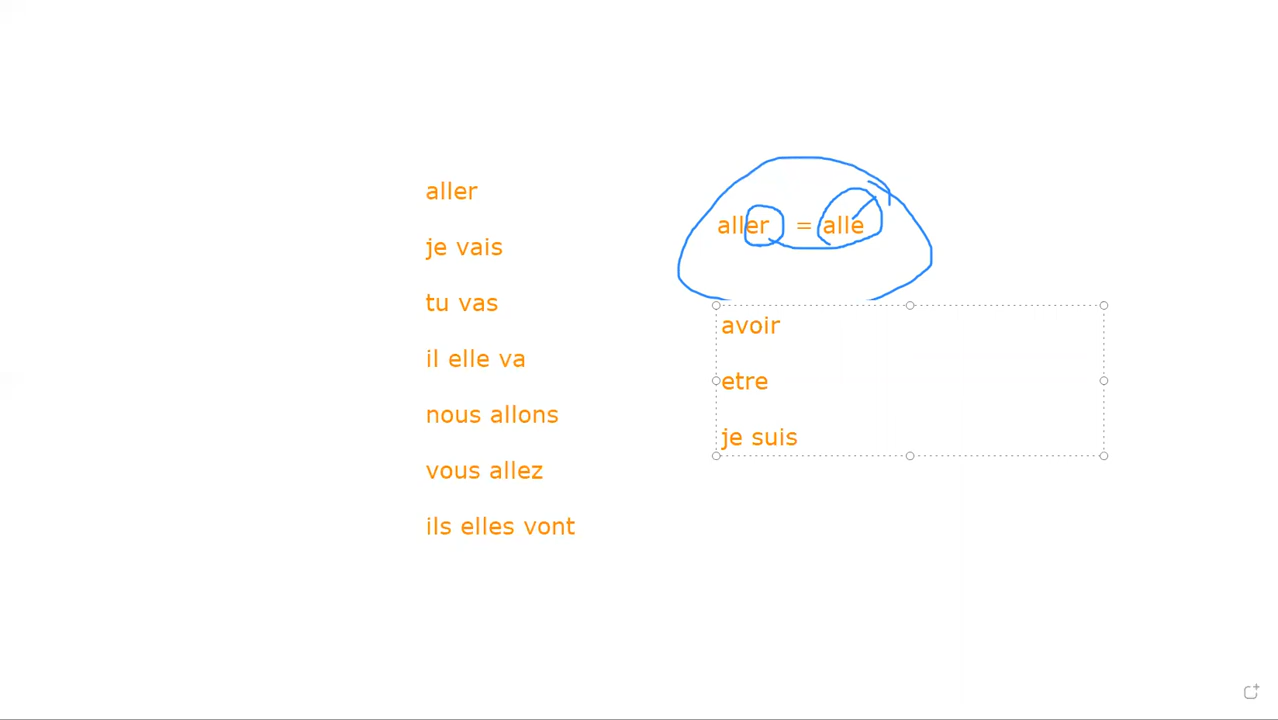 aller
je vais
tu vas
il elle va
nous allons
vous allez
ils elles vont
aller = alle
avoir
etre
je suis